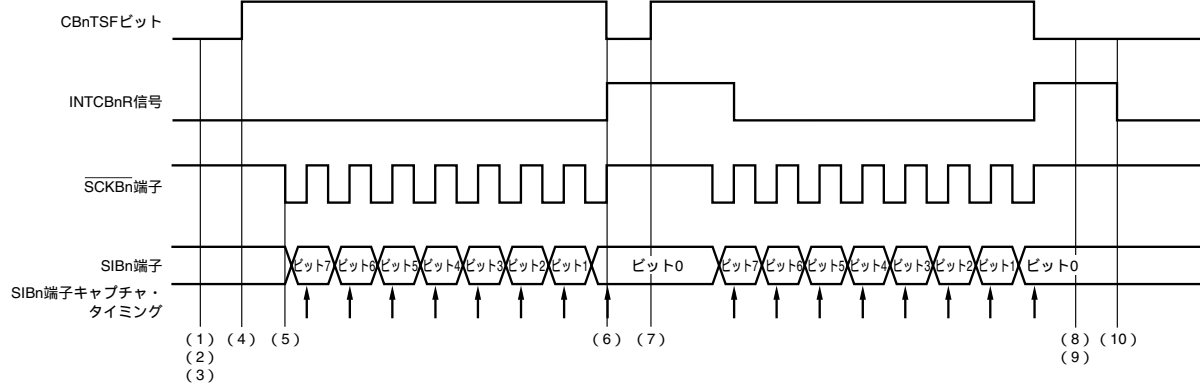 CBnTSFビット
INTCBnR信号
SCKBn端子
SIBn端子
ビット7 ビット6 ビット5 ビット4 ビット3 ビット2 ビット1 ビット0 ビット7 ビット6 ビット5 ビット4 ビット3 ビット2 ビット1 ビット0
SIBn端子キャプチャ・
タイミング
(1) (4) (5) (6) (7) (8) (10)
(2) (9)
(3)